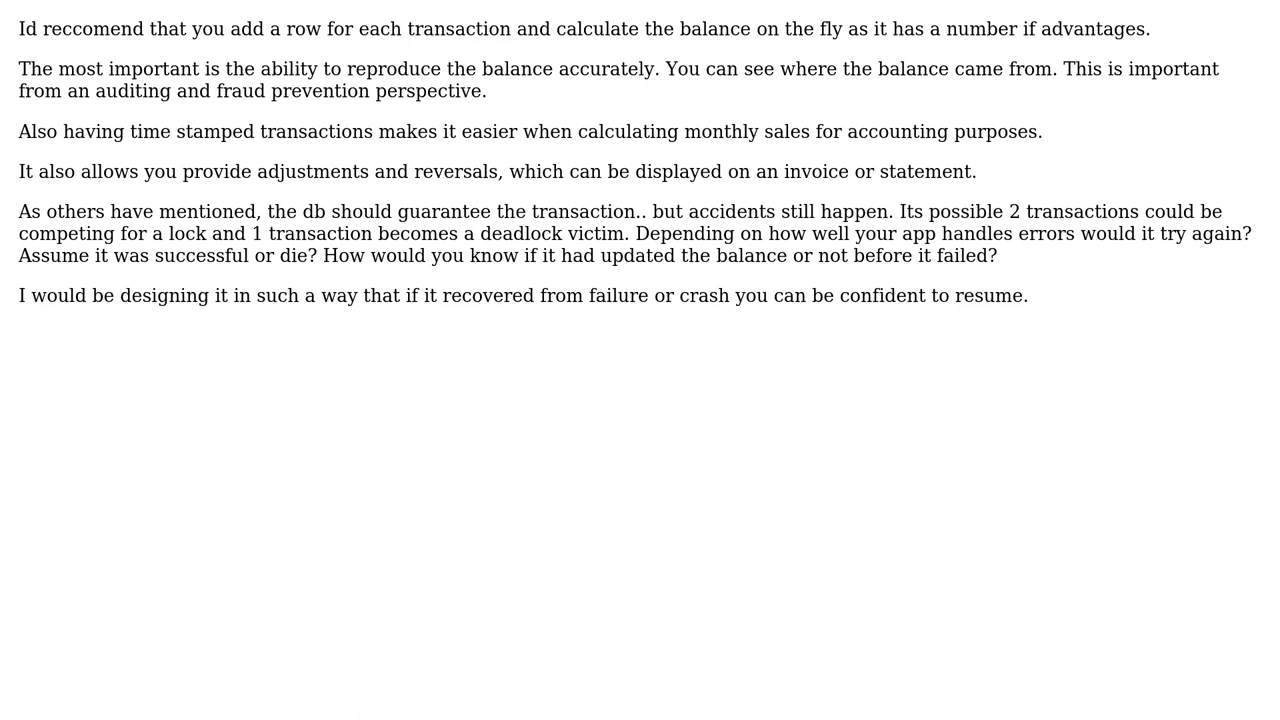 Id reccomend that you add a row for each transaction and calculate the balance on the fly as it has a number if advantages.
The most important is the ability to reproduce the balance accurately. You can see where the balance came from. This is important
from an auditing and fraud prevention perspective.
Also having time stamped transactions makes it easier when calculating monthly sales for accounting purposes.
It also allows you provide adjustments and reversals, which can be displayed on an invoice or statement.
As others have mentioned, the db should guarantee the transaction.. but accidents still happen. Its possible 2 transactions could be
competing for a lock and 1 transaction becomes a deadlock victim. Depending on how well your app handles errors would it try again?
Assume it was successful or die? How would you know if it had updated the balance or not before it failed?
I would be designing it in such a way that if it recovered from failure or crash you can be confident to resume.